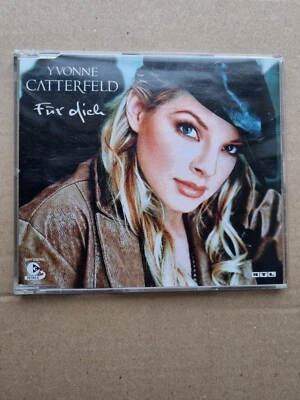 YVONNE
CATTERFELD
Für dich
RTL